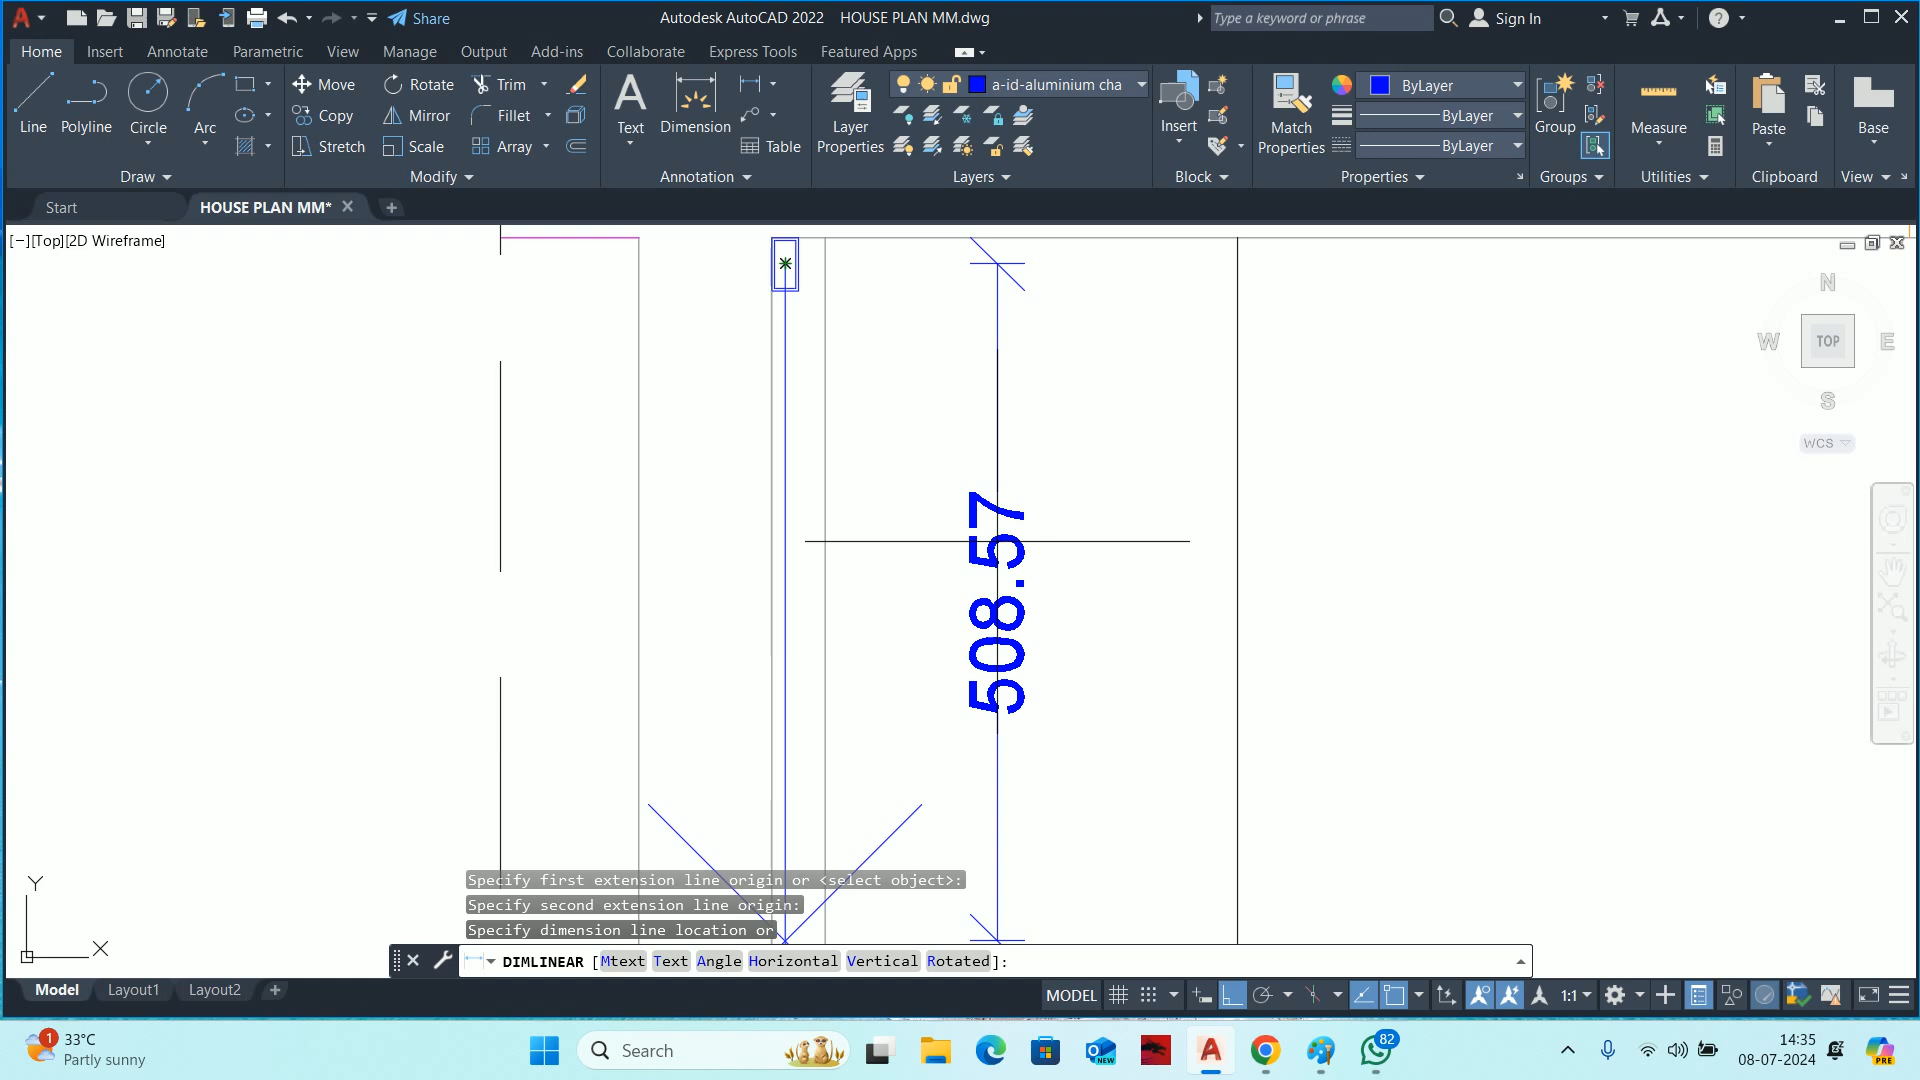 Share
Autodesk AutoCAD 2022 HOUSE PLAN MM.dwg
Type a keyword or phrase
Sign In
Home Insert Annotate Parametric View Manage Output Add-ins Collaborate Express Tools Featured Apps
Line Polyline Circle Arc
Draw
Move Rotate Trim
Copy Mirror Fillet
Stretch Scale Array
Modify
Text Dimension Table
Annotation
Layer Properties
a-id-aluminium cha
Layers
Insert
Block
Match Properties
ByLayer
ByLayer
ByLayer
Properties
Group
Groups
Measure
Utilities
Paste
Clipboard
Base
View
Start HOUSE PLAN MM*
[−][Top][2D Wireframe]
N
W TOP E
S
WCS
508.57
Y
X
Specify first extension line origin or <select object>:
Specify second extension line origin:
Specify dimension line location or
DIMLINEAR [Mtext Text Angle Horizontal Vertical Rotated]:
Model Layout1 Layout2
MODEL 1:1
1 33°C
Partly sunny
Search
NEW
82
14:35
08-07-2024
PRE